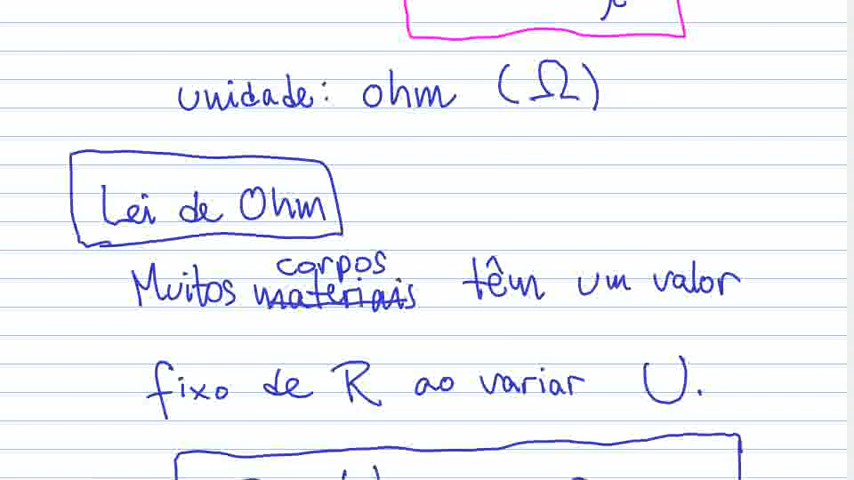 unidade: ohm (Ω)
Lei de Ohm
corpos
Muitos materiais têm um valor
fixo de R ao variar U.